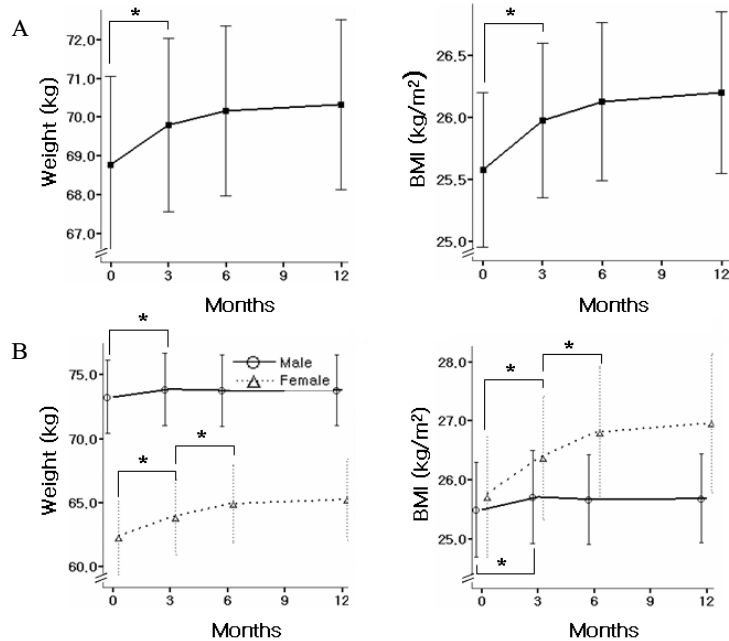 A
*
Weight (kg)
72,0
71,0
70,0
69,0
68,0
67,0
0 3 6 9 12
Months
*
BMI (kg/m²)
26,5
26,0
25,5
25,0
0 3 6 9 12
Months
B
*
Male
Female
*
*
Weight (kg)
75,0
72,0
65,0
60,0
0 3 6 9 12
Months
*
*
*
BMI (kg/m²)
28,0
27,0
26,0
25,0
0 3 6 9 12
Months